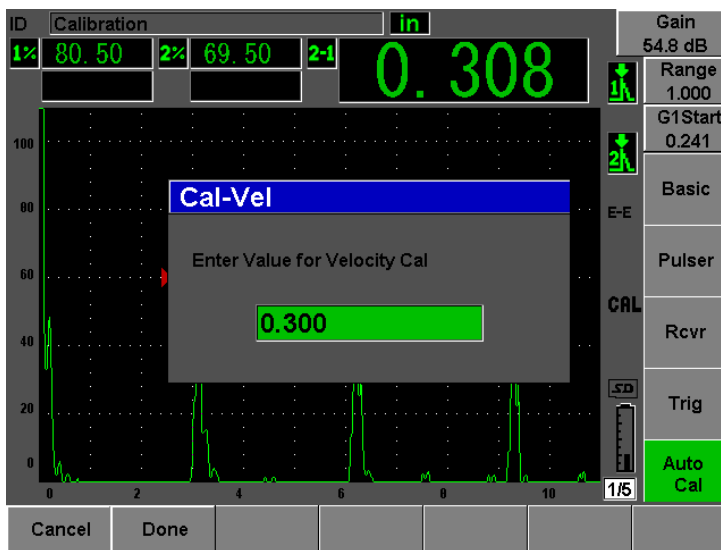 ID Calibration in
1% 80.50 2% 69.50 2-1 0.308
Gain
54.8 dB
Range
1.000
G1Start
0.241
Basic
Pulser
Rcvr
Trig
Auto
Cal
1
2
E-E
CAL
SD
1/5
100
80
60
40
20
0
0 2 4 6 8 10
Cal-Vel
Enter Value for Velocity Cal
0.300
Cancel Done